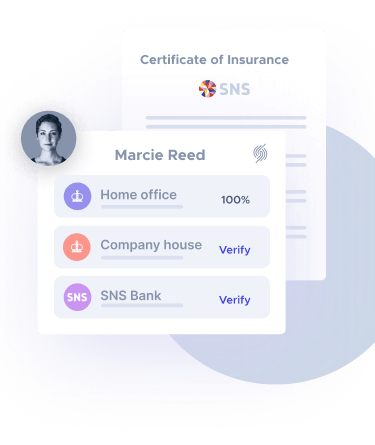 Certificate of Insurance
SNS
Marcie Reed
Home office
100%
Company house
Verify
SNS
SNS Bank
Verify